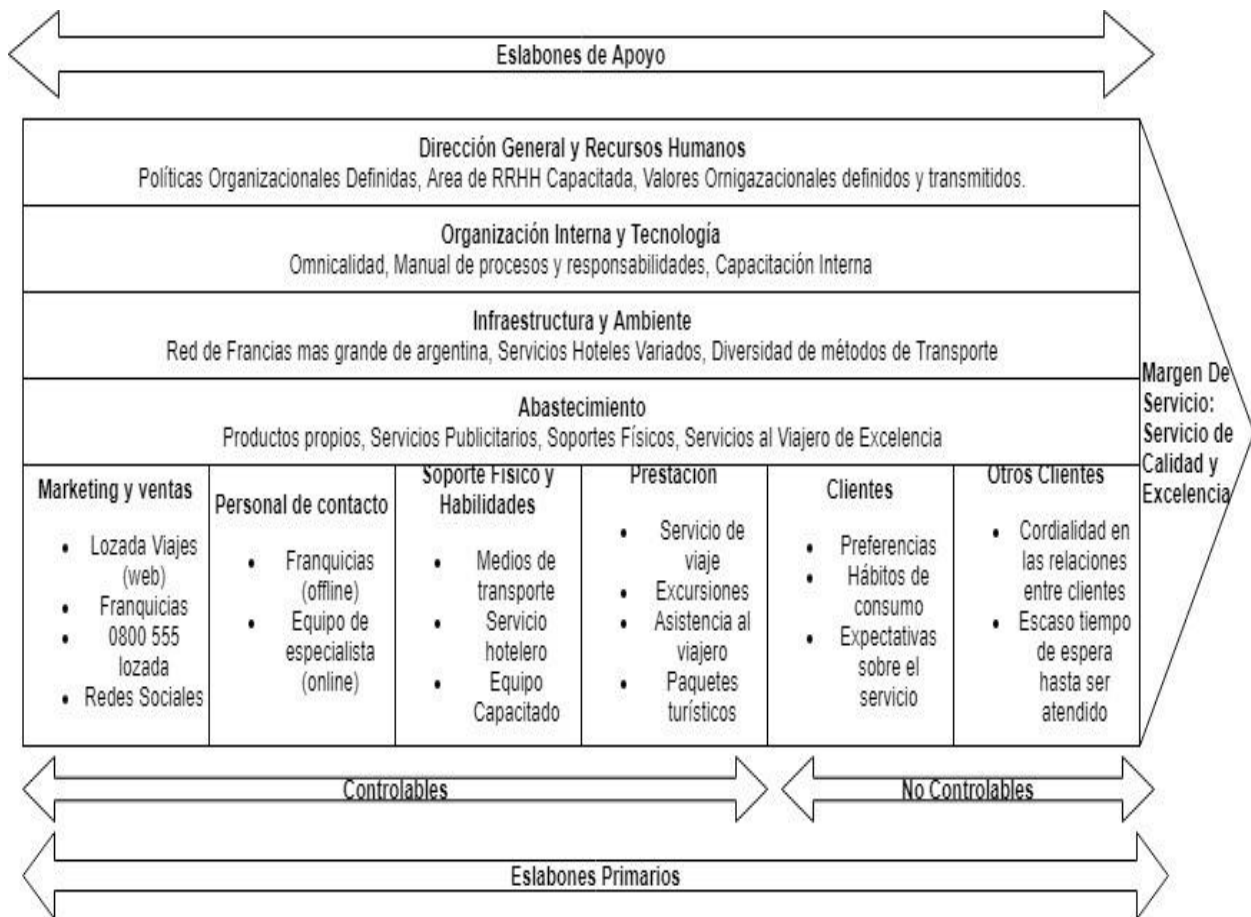 Eslabones de Apoyo
Dirección General y Recursos Humanos
Políticas Organizacionales Definidas, Area de RRHH Capacitada, Valores Ornigazacionales definidos y transmitidos.
Organización Interna y Tecnología
Omnicalidad, Manual de procesos y responsabilidades, Capacitación Interna
Infraestructura y Ambiente
Red de Francias mas grande de argentina, Servicios Hoteles Variados, Diversidad de métodos de Transporte
Abastecimiento
Productos propios, Servicios Publicitarios, Soportes Físicos, Servicios al Viajero de Excelencia
Marketing y ventas
• Lozada Viajes
(web)
• Franquicias
• 0800 555
lozada
• Redes Sociales
Personal de contacto
• Franquicias
(offline)
• Equipo de
especialista
(online)
Soporte Físico y
Habilidades
• Medios de
transporte
• Servicio
hotelero
• Equipo
Capacitado
Prestación
• Servicio de
viaje
• Excursiones
• Asistencia al
viajero
• Paquetes
turísticos
Clientes
• Preferencias
• Hábitos de
consumo
• Expectativas
sobre el
servicio
Otros Clientes
• Cordialidad en
las relaciones
entre clientes
• Escaso tiempo
de espera
hasta ser
atendido
Margen De
Servicio:
Servicio de
Calidad y
Excelencia
Controlables
No Controlables
Eslabones Primarios